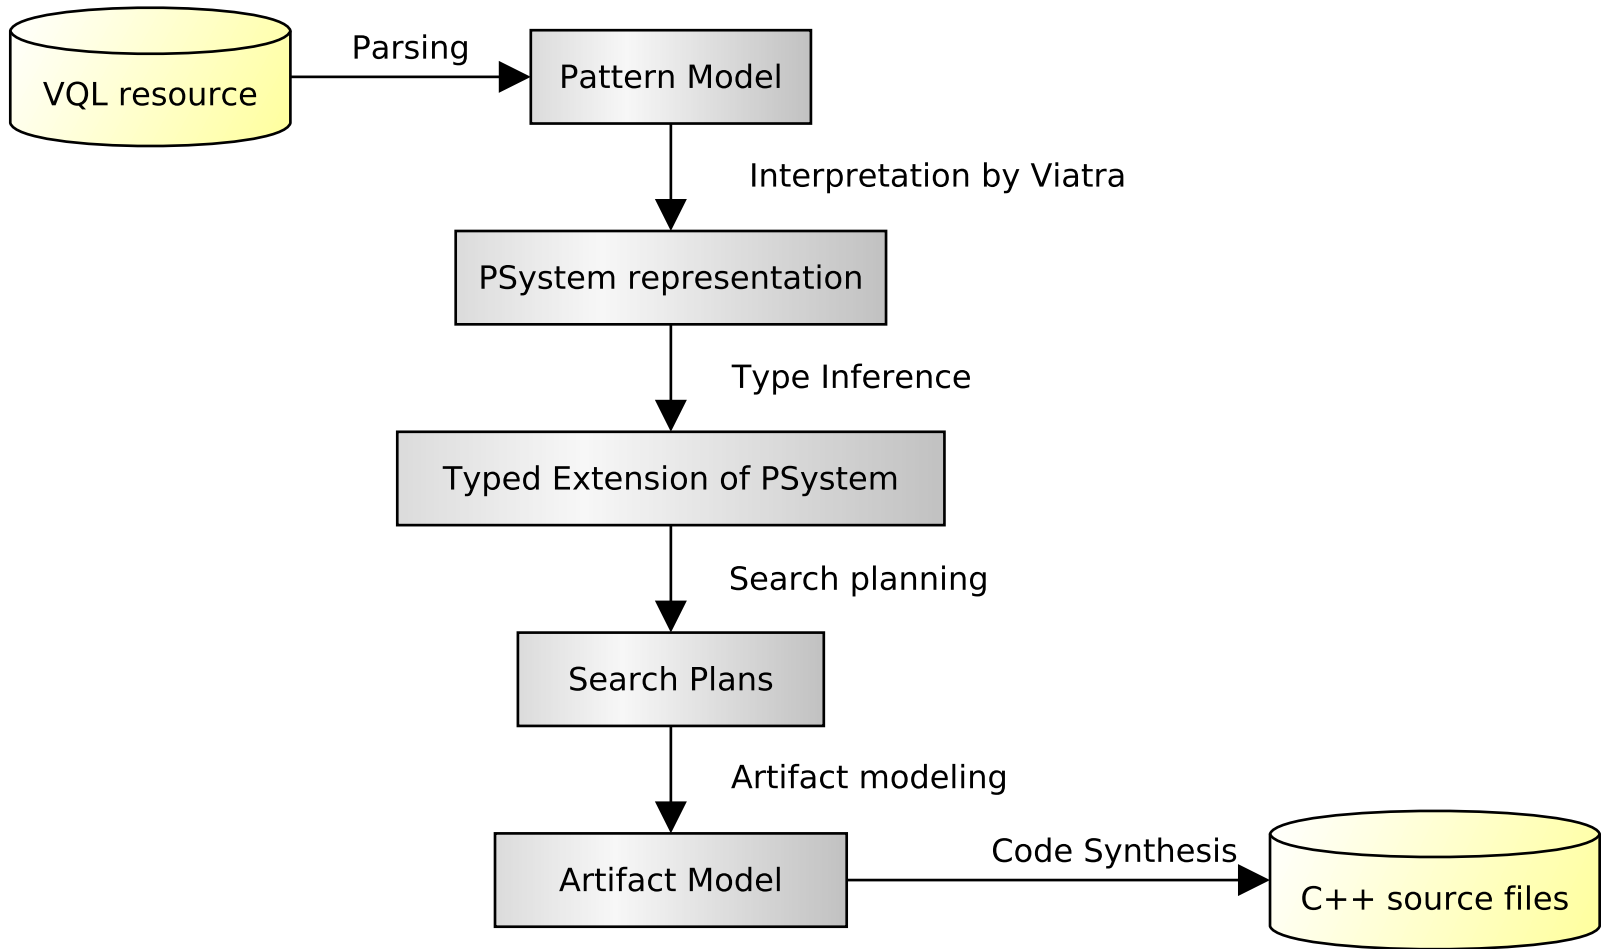 Parsing
VQL resource
Pattern Model
Interpretation by Viatra
PSystem representation
Type Inference
Typed Extension of PSystem
Search planning
Search Plans
Artifact modeling
Code Synthesis
Artifact Model
C++ source files